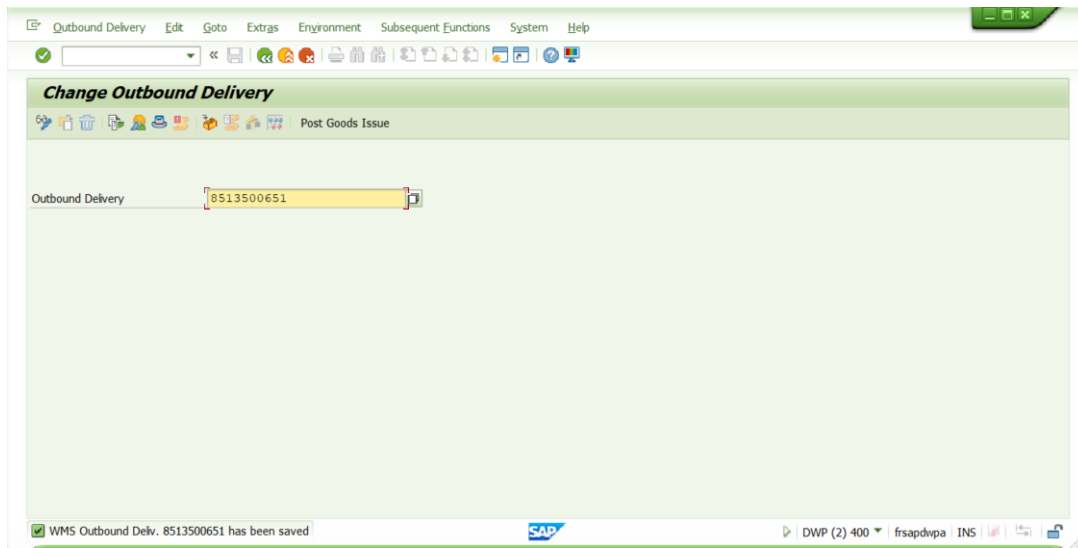 Outbound Delivery Edit Goto Extras Environment Subsequent Functions System Help
Change Outbound Delivery
Post Goods Issue
Outbound Delivery 8513500651
WMS Outbound Deliv. 8513500651 has been saved SAP DWP (2) 400 frsapdwpa INS